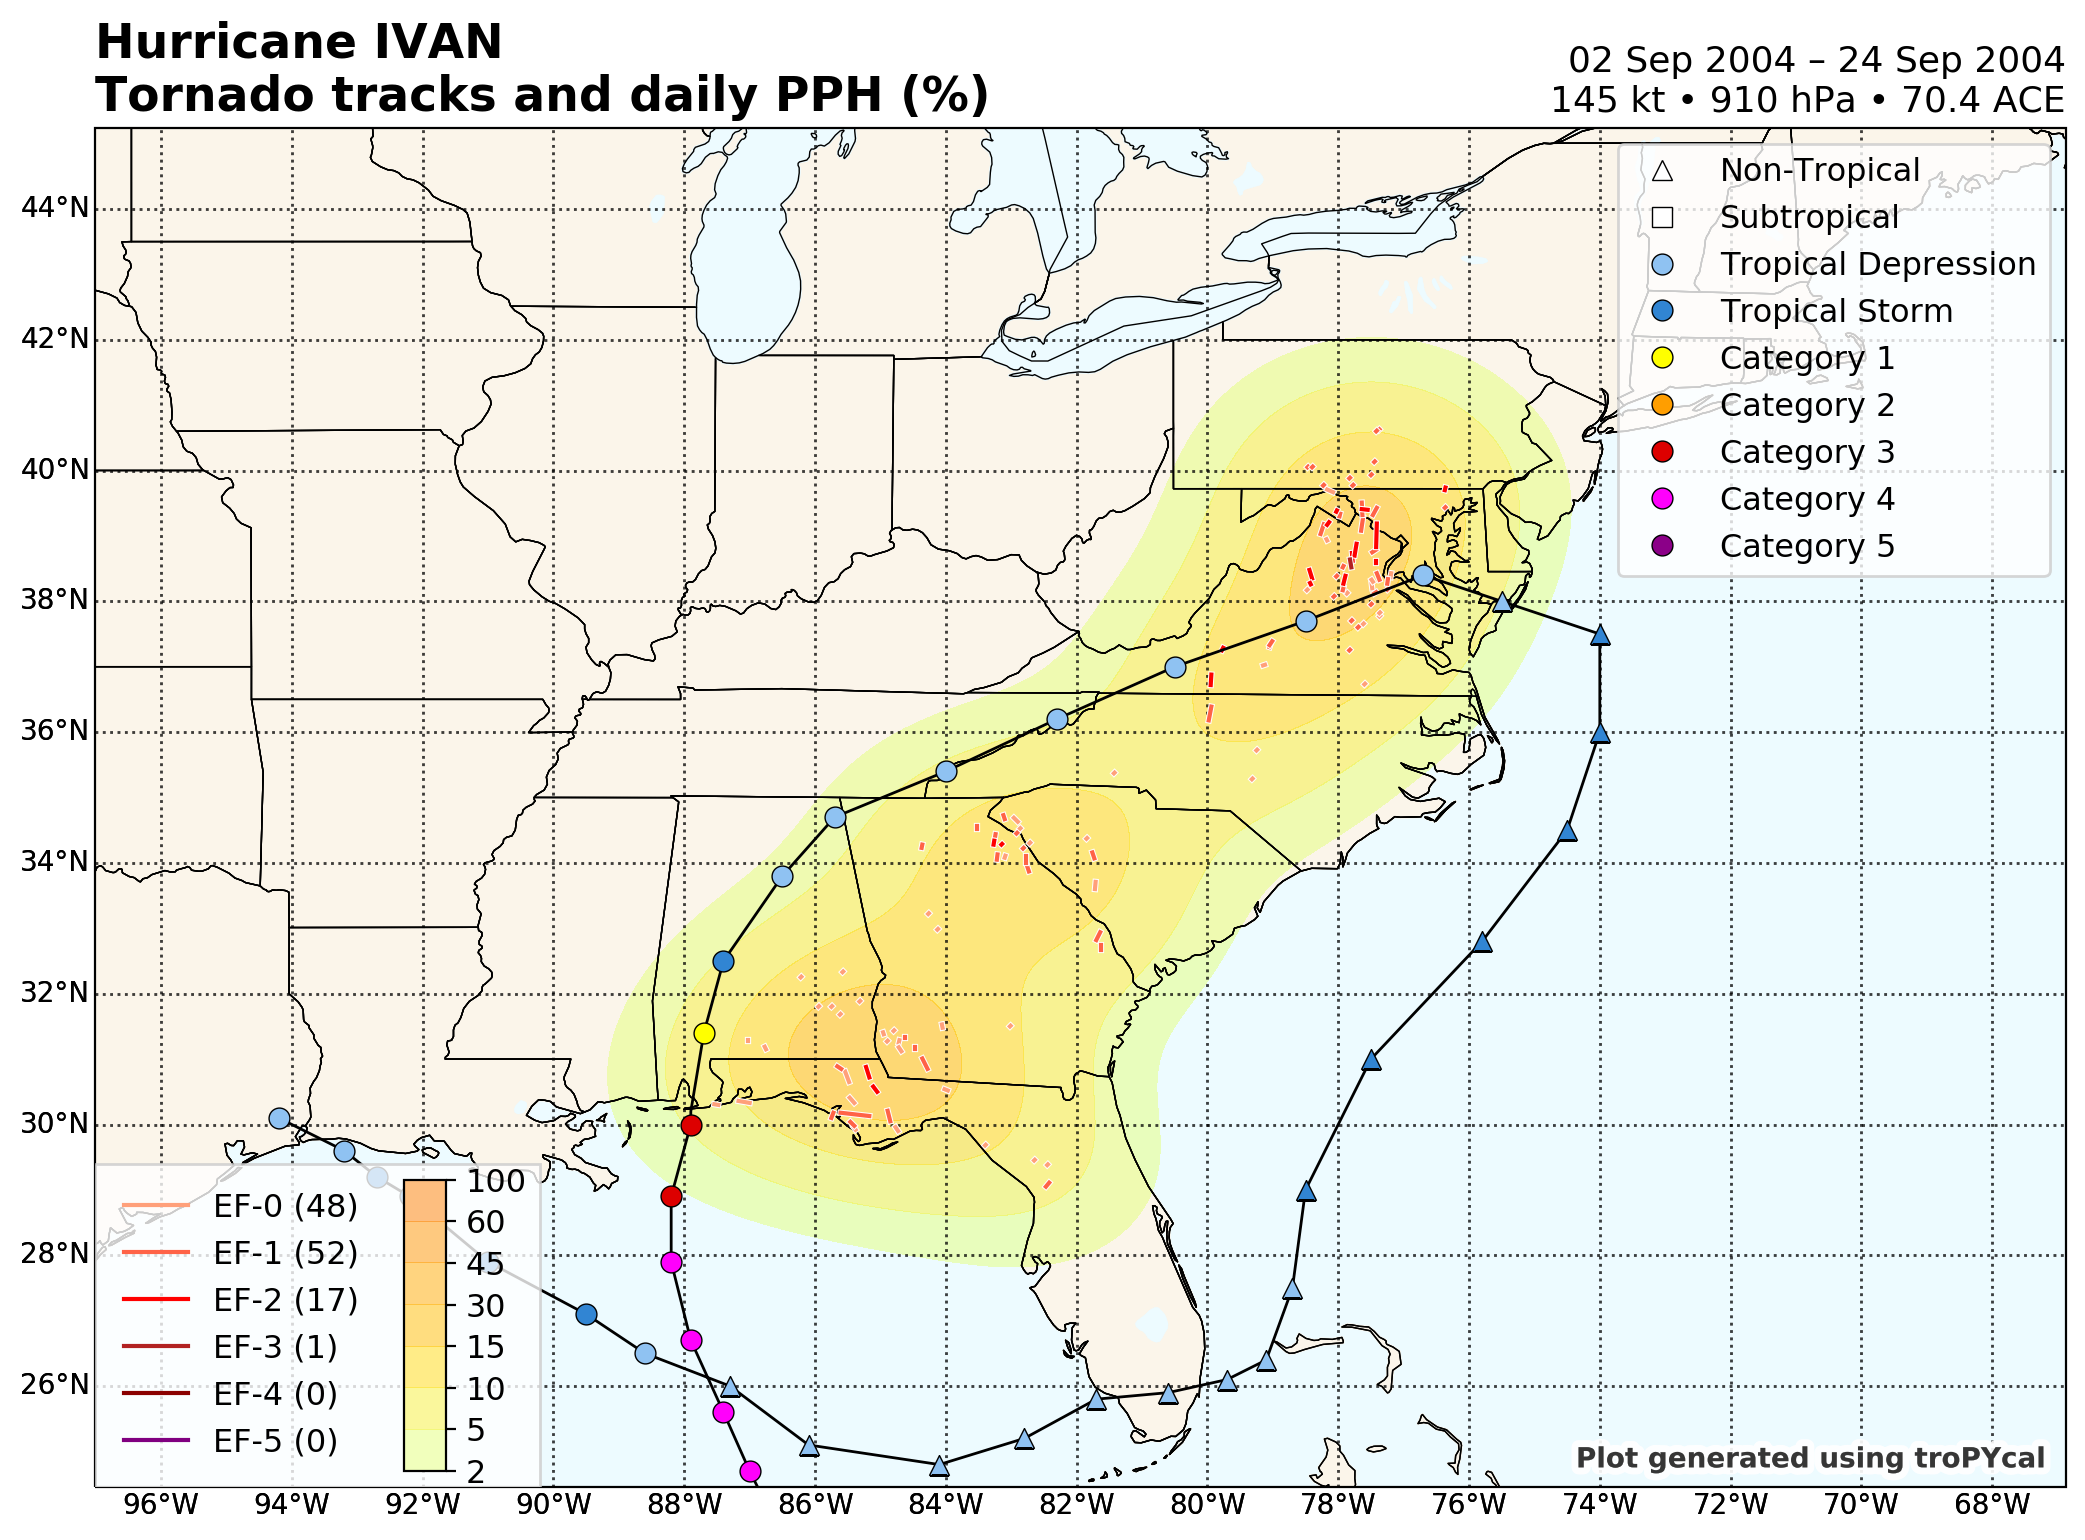 Hurricane IVAN
Tornado tracks and daily PPH (%)
02 Sep 2004 – 24 Sep 2004
145 kt • 910 hPa • 70.4 ACE
Non-Tropical
Subtropical
Tropical Depression
Tropical Storm
Category 1
Category 2
Category 3
Category 4
Category 5
44°N
42°N
40°N
38°N
36°N
34°N
32°N
30°N
28°N
26°N
EF-0 (48)
EF-1 (52)
EF-2 (17)
EF-3 (1)
EF-4 (0)
EF-5 (0)
100
60
45
30
15
10
5
2
Plot generated using troPYcal
96°W 94°W 92°W 90°W 88°W 86°W 84°W 82°W 80°W 78°W 76°W 74°W 72°W 70°W 68°W